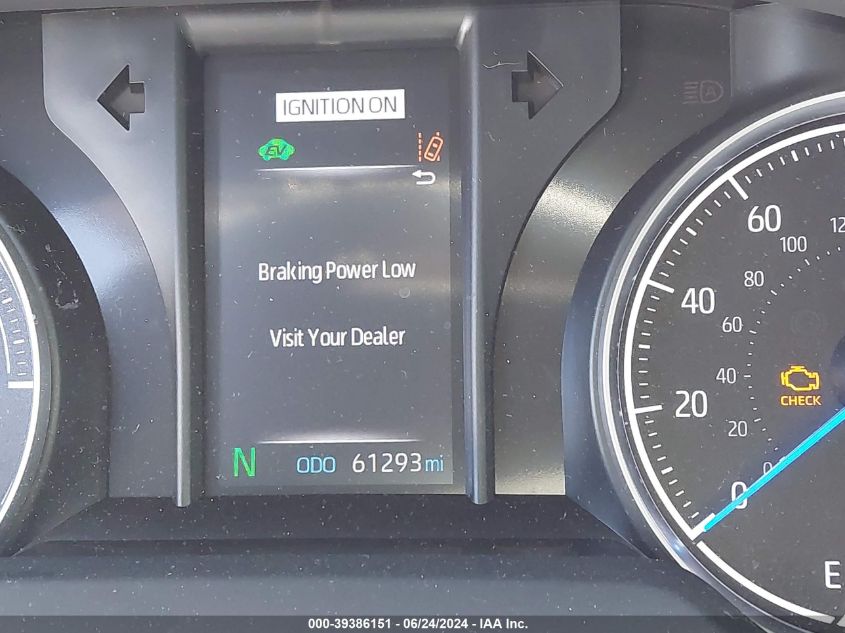 IGNITION ON
EV
A
Braking Power Low
Visit Your Dealer
N ODO 61293 mi
60
100
80
40
60
40
CHECK
20
20
0
0
E
000-39386151 - 06/24/2024 - IAA Inc.